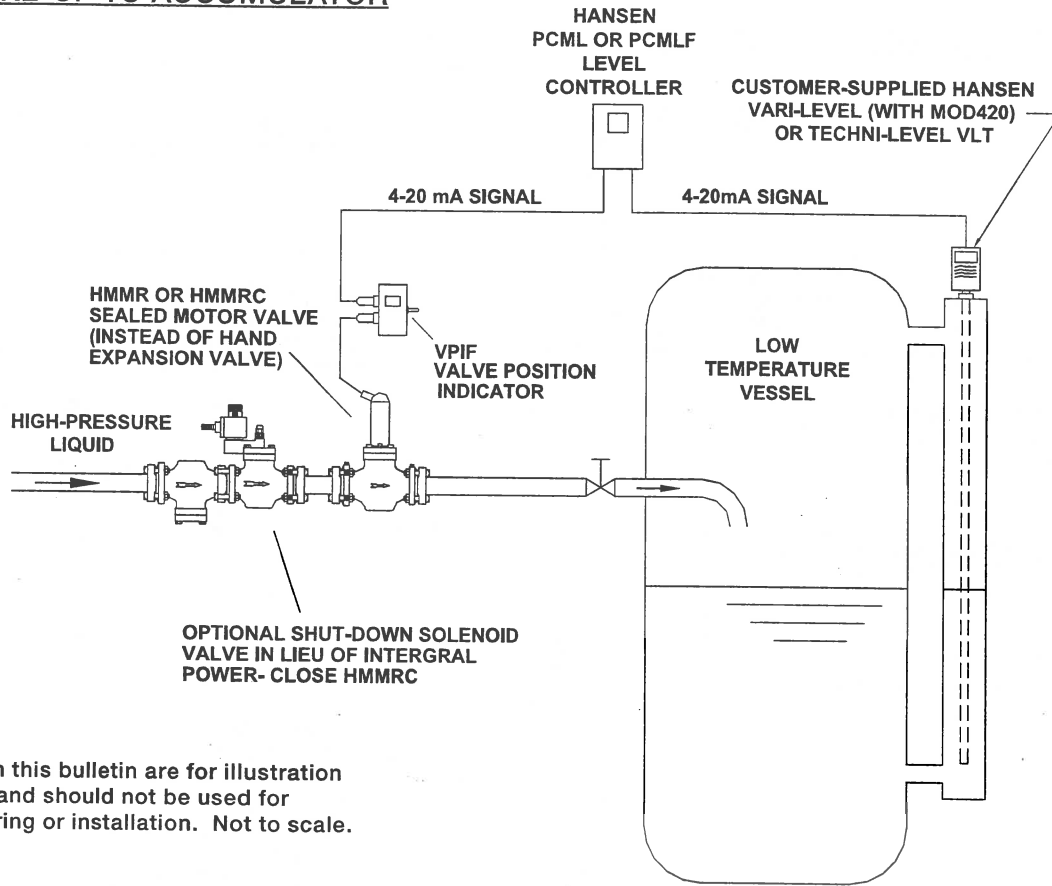 TO ACCUMULATOR
HANSEN
PCML OR PCMLF
LEVEL
CONTROLLER
CUSTOMER-SUPPLIED HANSEN
VARI-LEVEL (WITH MOD420)
OR TECHNI-LEVEL VLT
4-20 mA SIGNAL
4-20mA SIGNAL
HMMR OR HMMRC
SEALED MOTOR VALVE
(INSTEAD OF HAND
EXPANSION VALVE)
VPIF
VALVE POSITION
INDICATOR
LOW
TEMPERATURE
VESSEL
HIGH-PRESSURE
LIQUID
OPTIONAL SHUT-DOWN SOLENOID
VALVE IN LIEU OF INTERGRAL
POWER- CLOSE HMMRC
this bulletin are for illustration
and should not be used for
ring or installation. Not to scale.